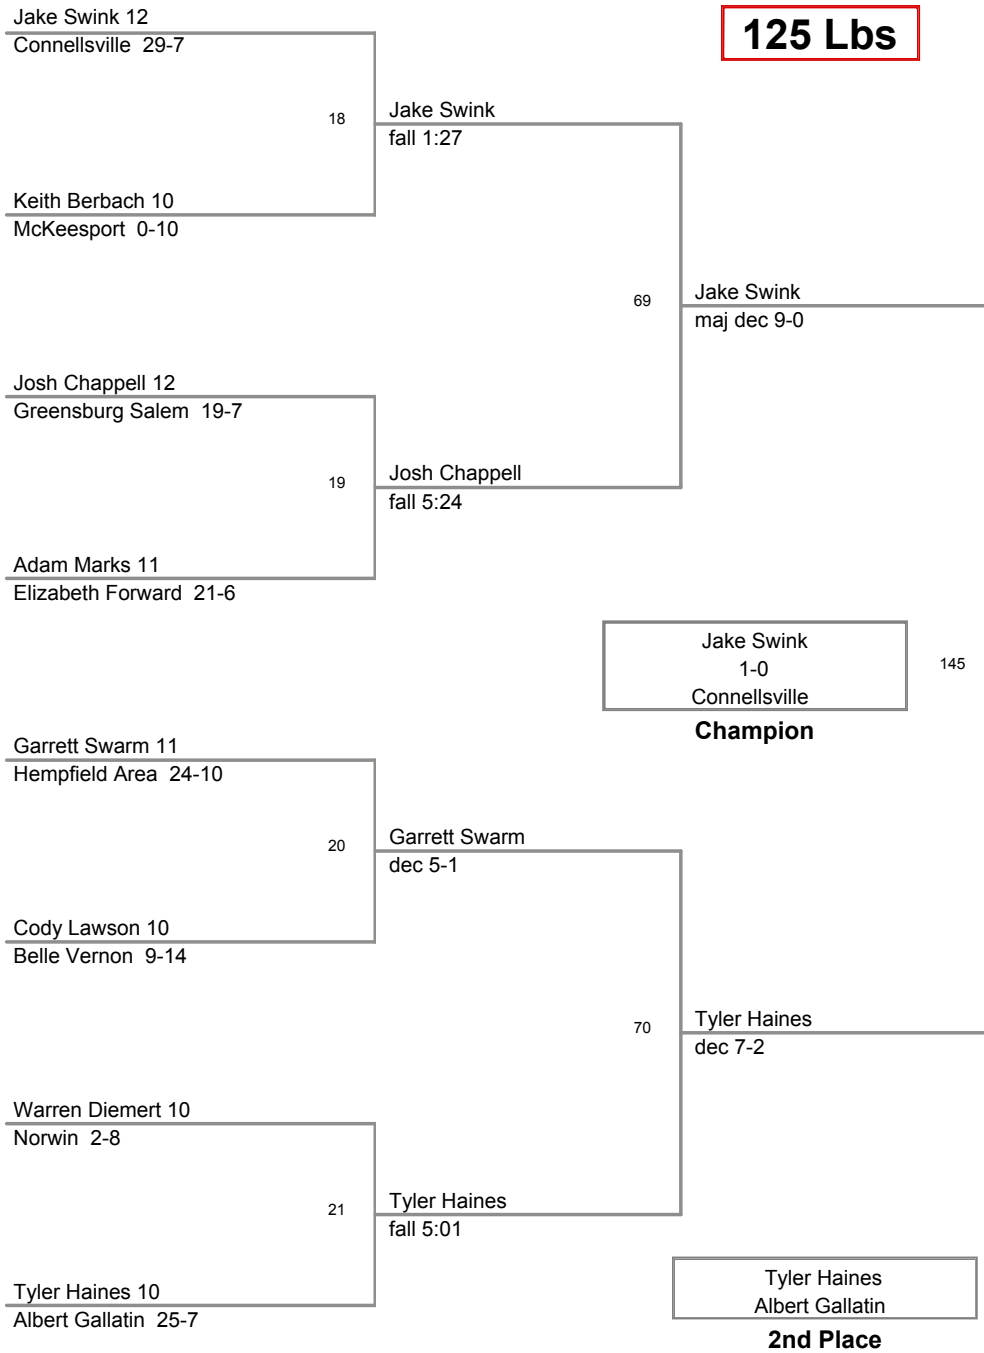 Jake Swink 12
Connellsville  29-7
125 Lbs
18
Jake Swink
fall 1:27
Keith Berbach 10
McKeesport  0-10
69
Jake Swink
maj dec 9-0
Josh Chappell 12
Greensburg Salem  19-7
19
Josh Chappell
fall 5:24
Adam Marks 11
Elizabeth Forward  21-6
Jake Swink
1-0
Connellsville
145
Champion
Garrett Swarm 11
Hempfield Area  24-10
20
Garrett Swarm
dec 5-1
Cody Lawson 10
Belle Vernon  9-14
70
Tyler Haines
dec 7-2
Warren Diemert 10
Norwin  2-8
21
Tyler Haines
fall 5:01
Tyler Haines 10
Albert Gallatin  25-7
Tyler Haines
Albert Gallatin
2nd Place